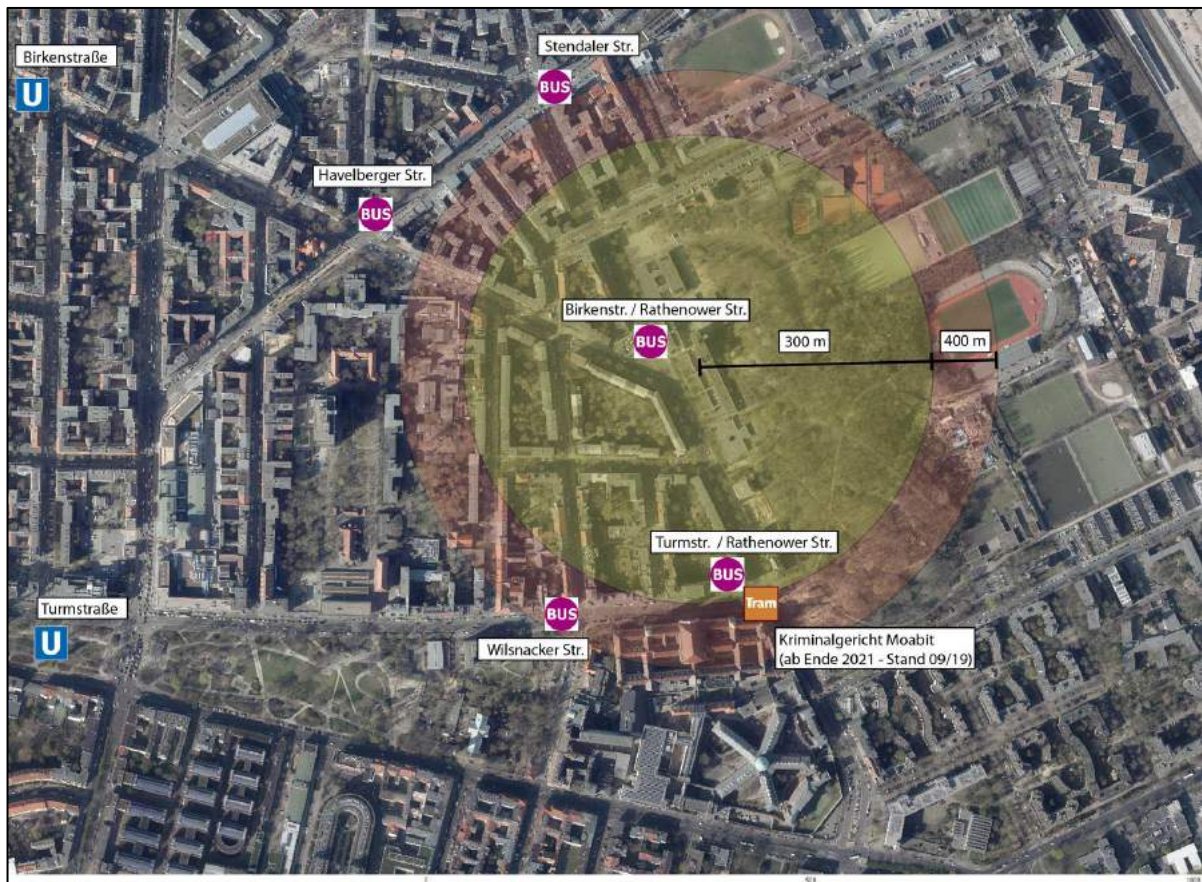 Stendaler Str.
BUS
Birkenstraße
U
Havelberger Str.
BUS
Birkenstr. / Rathenower Str.
BUS
300 m
400 m
Turmstr. / Rathenower Str.
BUS
Tram
Turmstraße
U
BUS
Wilsnacker Str.
Kriminalgericht Moabit
(ab Ende 2021 - Stand 09/19)
0